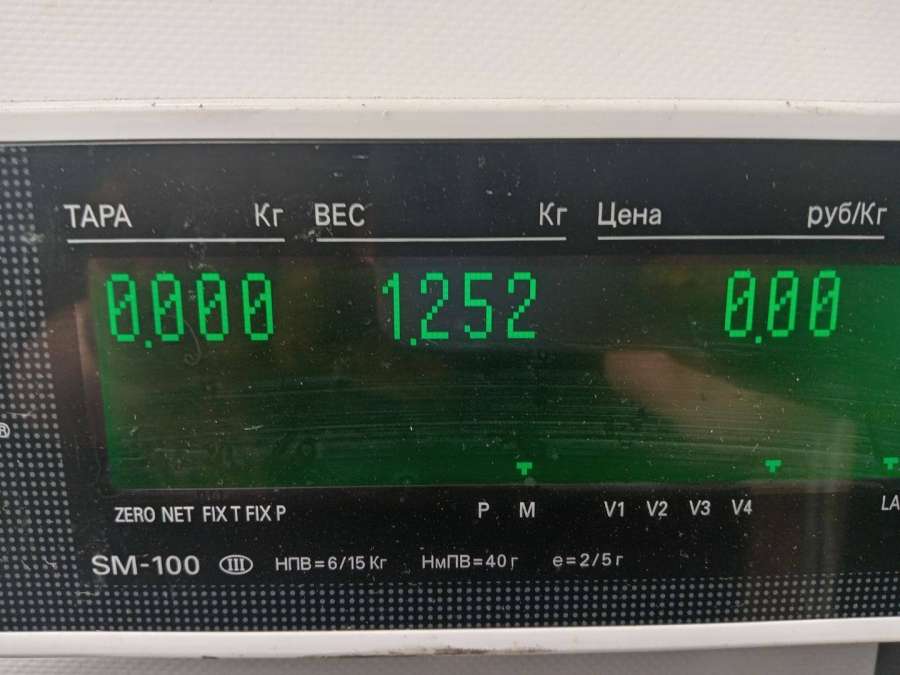 ТАРА Кг ВЕС Кг Цена руб/Кг
0.000 1.252 0.00
®
P M V1 V2 V3 V4
ZERO NET FIX T FIX P
SM-100 III НПВ=6/15 Кг НмПВ=40 г e=2/5 г